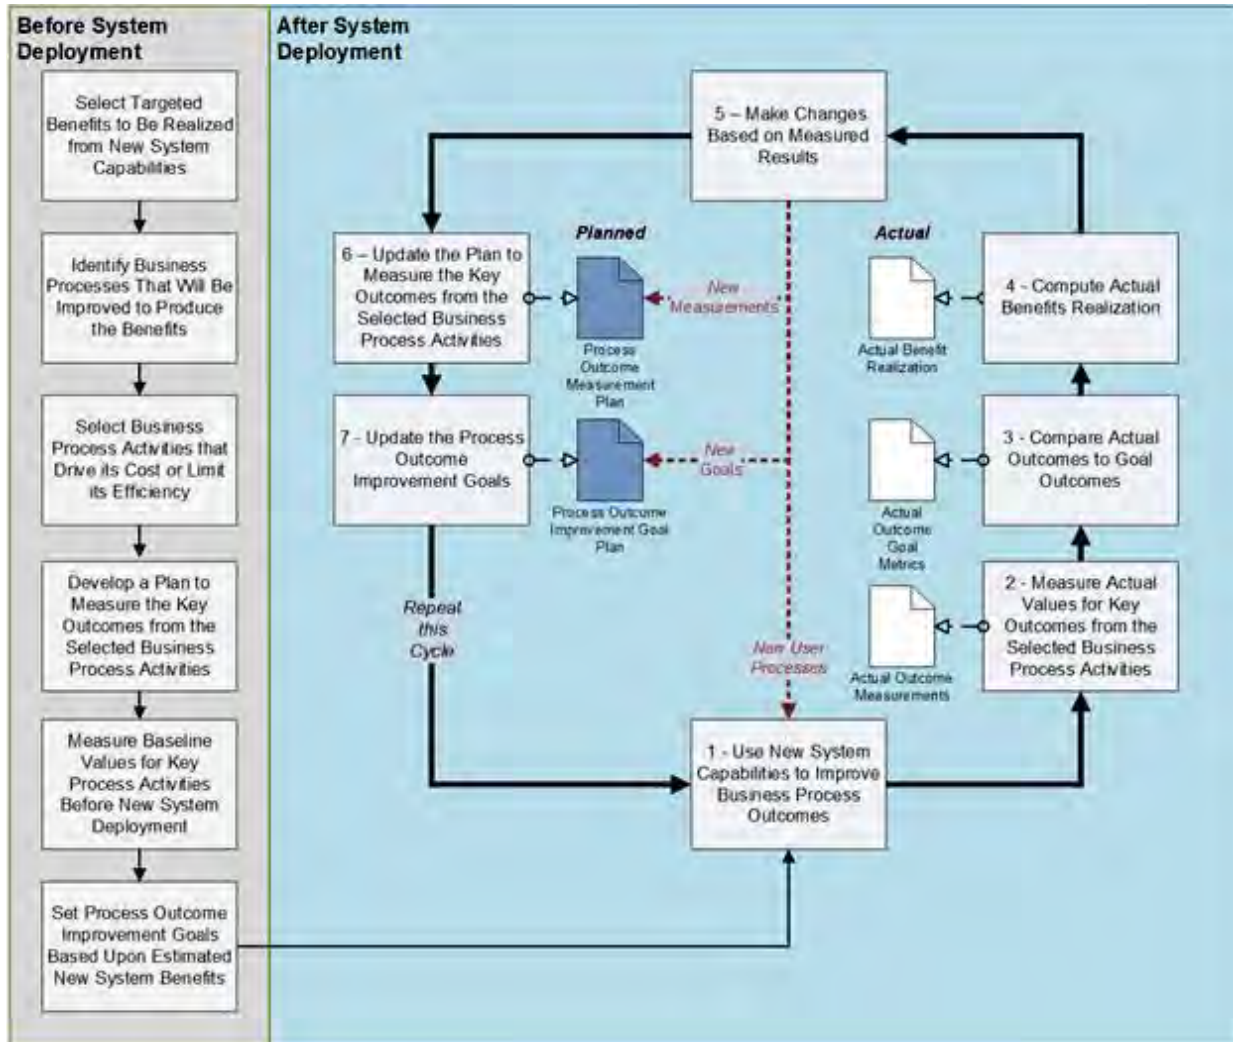 Before System
Deployment
Select Targeted
Benefits to Be Realized
from New System
Capabilities
Identify Business
Processes That Will Be
Improved to Produce
the Benefits
Select Business
Process Activities that
Drive its Cost or Limit
its Efficiency
Develop a Plan to
Measure the Key
Outcomes from the
Selected Business
Process Activities
Measure Baseline
Values for Key
Process Activities
Before New System
Deployment
Set Process Outcome
Improvement Goals
Based Upon Estimated
New System Benefits
After System
Deployment
5 – Make Changes
Based on Measured
Results
6 – Update the Plan to
Measure the Key
Outcomes from the
Selected Business
Process Activities
Planned
Process
Outcome
Measurement
Plan
New
Measurements
Actual
Actual Benefit
Realization
4 - Compute Actual
Benefits Realization
7 - Update the Process
Outcome
Improvement Goals
Process Outcome
Improvement Goal
Plan
New
Goals
Actual
Outcome
Goal
Metrics
3 - Compare Actual
Outcomes to Goal
Outcomes
Repeat
this
Cycle
New User
Processes
Actual Outcome
Measurements
2 - Measure Actual
Values for Key
Outcomes from the
Selected Business
Process Activities
1 - Use New System
Capabilities to Improve
Business Process
Outcomes